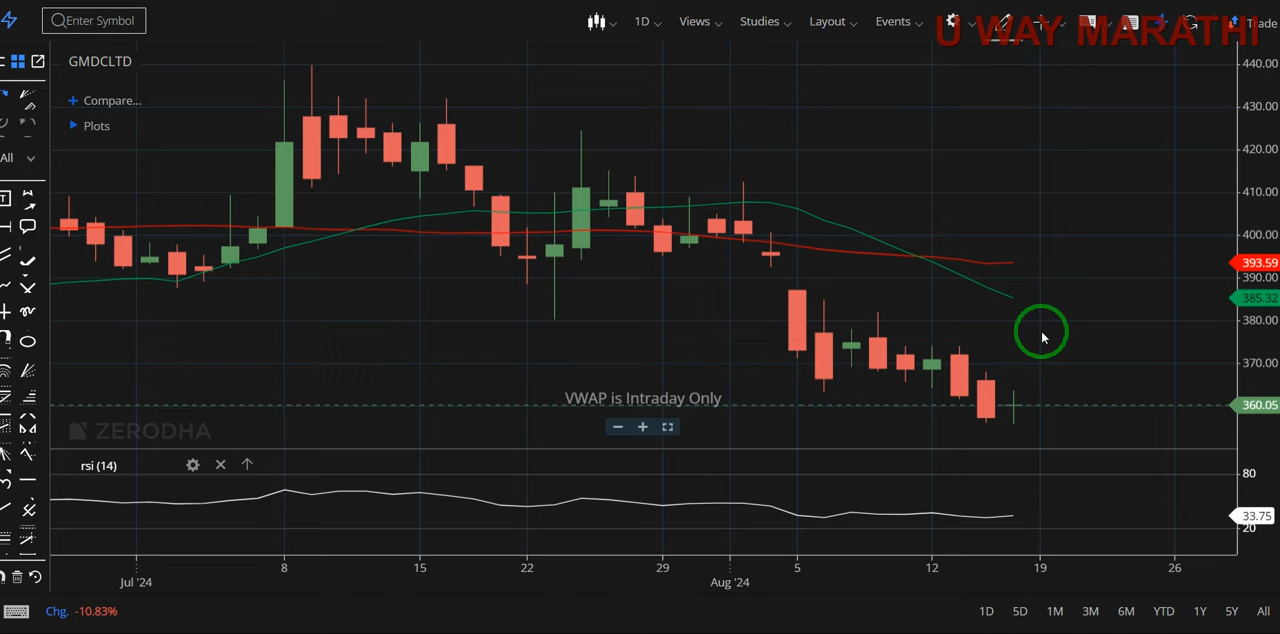 Enter Symbol
1D
Views
Studies
Layout
Events
Trade
U WAY MARATHI
GMDCLTD
+ Compare...
Plots
All
T
440.00
430.00
420.00
410.00
400.00
393.59
390.00
385.32
380.00
370.00
360.05
VWAP is Intraday Only
ZERODHA
rsi (14)
80
33.75
20
8
15
22
29
5
12
19
26
Jul '24
Aug '24
Chg. -10.83%
1D
5D
1M
3M
6M
YTD
1Y
5Y
All